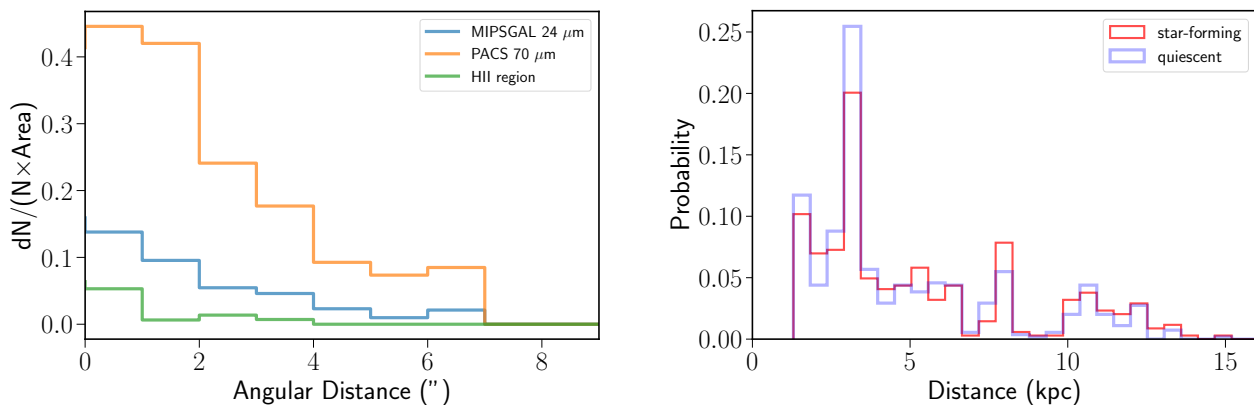 MIPSGAL 24 μm
PACS 70 μm
HII region
dN/(N×Area)
0.4
0.3
0.2
0.1
0.0
0 2 4 6 8
Angular Distance (")
star-forming
quiescent
Probability
0.25
0.20
0.15
0.10
0.05
0.00
0 5 10 15
Distance (kpc)